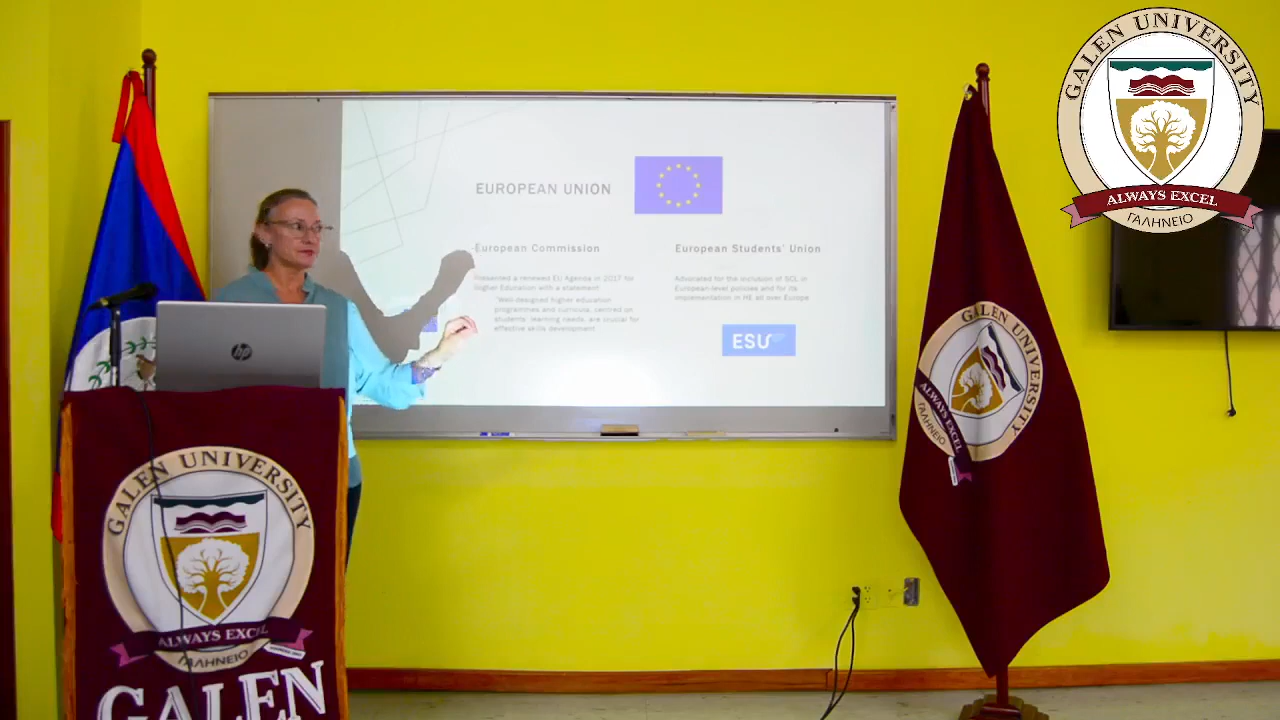 GALEN UNIVERSITY
ALWAYS EXCEL
ΓΑΛΗΝΕΙΟ
EUROPEAN UNION
European Commission
Presented a renewed EU Agenda in 2017 for
higher Education with a statement
"Well-designed higher education
programmes and curricula, centred on
students' learning needs, are crucial for
effective skills development
European Students' Union
Advocated for the inclusion of SCL in
European-level policies and for its
implementation in HE all over Europe
ESU
hp
GALEN UNIVERSITY
ALWAYS EXCEL
ΓΑΛΗΝΕΙΟ
GALEN UNIVERSITY
ALWAYS EXCEL
ΓΑΛΗΝΕΙΟ
GALEN